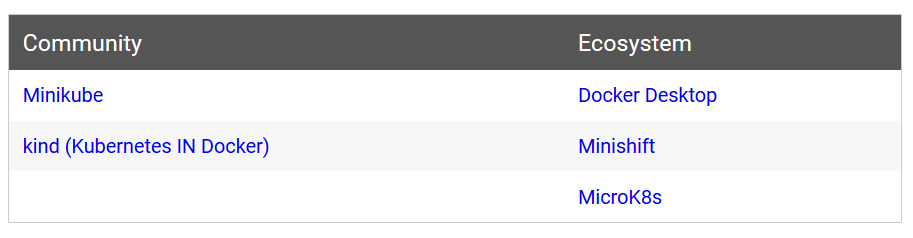 Community Ecosystem
Minikube Docker Desktop
kind (Kubernetes IN Docker) Minishift
MicroK8s